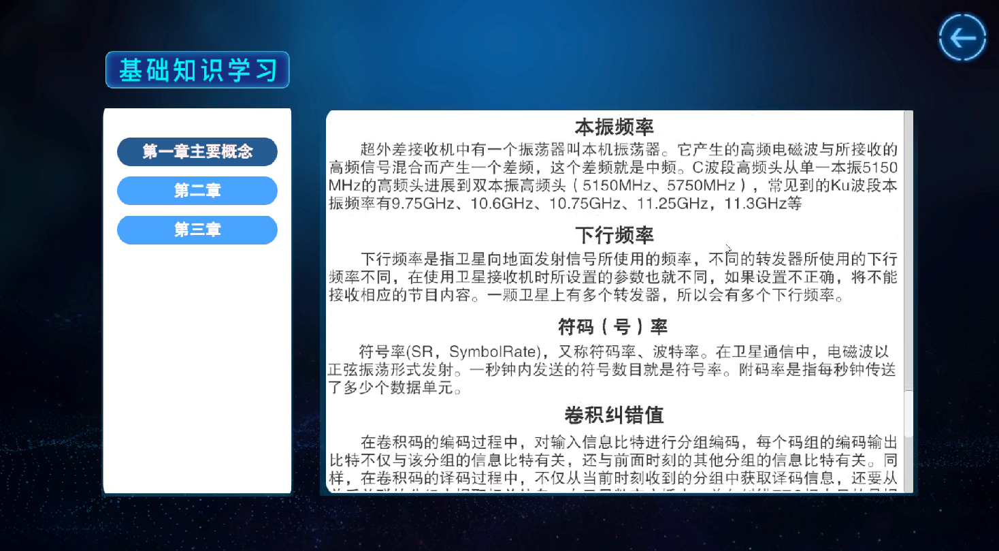 基础知识学习
第一章主要概念
第二章
第三章
本振频率
超外差接收机中有一个振荡器叫本机振荡器。它产生的高频电磁波与所接收的
高频信号混合而产生一个差频，这个差频就是中频。C波段高频头从单一本振5150
MHz的高频头进展到双本振高频头（5150MHz、5750MHz），常见到的Ku波段本
振频率有9.75GHz、10.6GHz、10.75GHz、11.25GHz，11.3GHz等
下行频率
下行频率是指卫星向地面发射信号所使用的频率，不同的转发器所使用的下行
频率不同，在使用卫星接收机时所设置的参数也就不同，如果设置不正确，将不能
接收相应的节目内容。一颗卫星上有多个转发器，所以会有多个下行频率。
符码（号）率
符号率(SR，SymbolRate)，又称符码率、波特率。在卫星通信中，电磁波以
正弦振荡形式发射。一秒钟内发送的符号数目就是符号率。附码率是指每秒钟传送
了多少个数据单元。
卷积纠错值
在卷积码的编码过程中，对输入信息比特进行分组编码，每个码组的编码输出
比特不仅与该分组的信息比特有关，还与前面时刻的其他分组的信息比特有关。同
样，在卷积码的译码过程中，不仅从当前时刻收到的分组中获取译码信息，还要从